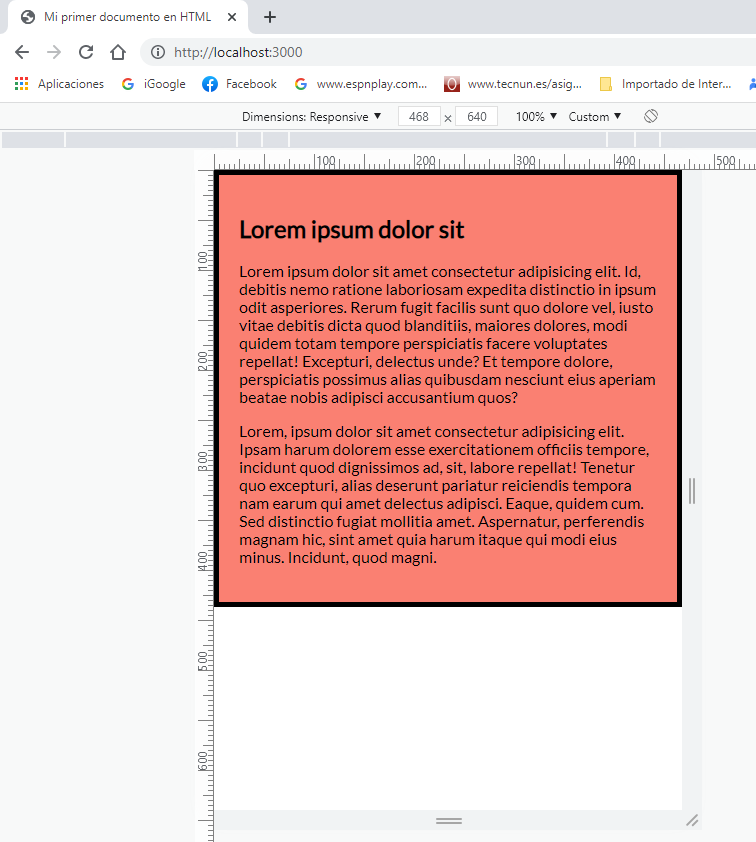 Mi primer documento en HTML
http://localhost:3000
Aplicaciones iGoogle Facebook www.espnplay.com... www.tecnun.es/asig... Importado de Inter...
Dimensions: Responsive ▼ 468 × 640 100% ▼ Custom ▼
100 200 300 400 500
Lorem ipsum dolor sit
Lorem ipsum dolor sit amet consectetur adipisicing elit. Id,
debitis nemo ratione laboriosam expedita distinctio in ipsum
odit asperiores. Rerum fugit facilis sunt quo dolore vel, iusto
vitae debitis dicta quod blanditiis, maiores dolores, modi
quidem totam tempore perspiciatis facere voluptates
repellat! Excepturi, delectus unde? Et tempore dolore,
perspiciatis possimus alias quibusdam nesciunt eius aperiam
beatae nobis adipisci accusantium quos?
Lorem, ipsum dolor sit amet consectetur adipisicing elit.
Ipsam harum dolorem esse exercitationem officiis tempore,
incidunt quod dignissimos ad, sit, labore repellat! Tenetur
quo excepturi, alias deserunt pariatur reiciendis tempora
nam earum qui amet delectus adipisci. Eaque, quidem cum.
Sed distinctio fugiat mollitia amet. Aspernatur, perferendis
magnam hic, sint amet quia harum itaque qui modi eius
minus. Incidunt, quod magni.
100
200
300
400
500
600